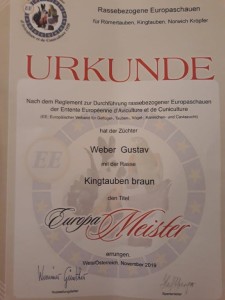 Rassebezogene Europaschauen
für Römertauben, Kingtauben, Norwich Kröpfer
URKUNDE
Nach dem Reglement zur Durchführung rassebezogener Europaschauen
der Entente Européenne d'Aviculture et de Cuniculture
hat der Züchter
Weber Gustav
mit der Rasse
Kingtauben braun
den Titel
Europa Meister
errungen.
November